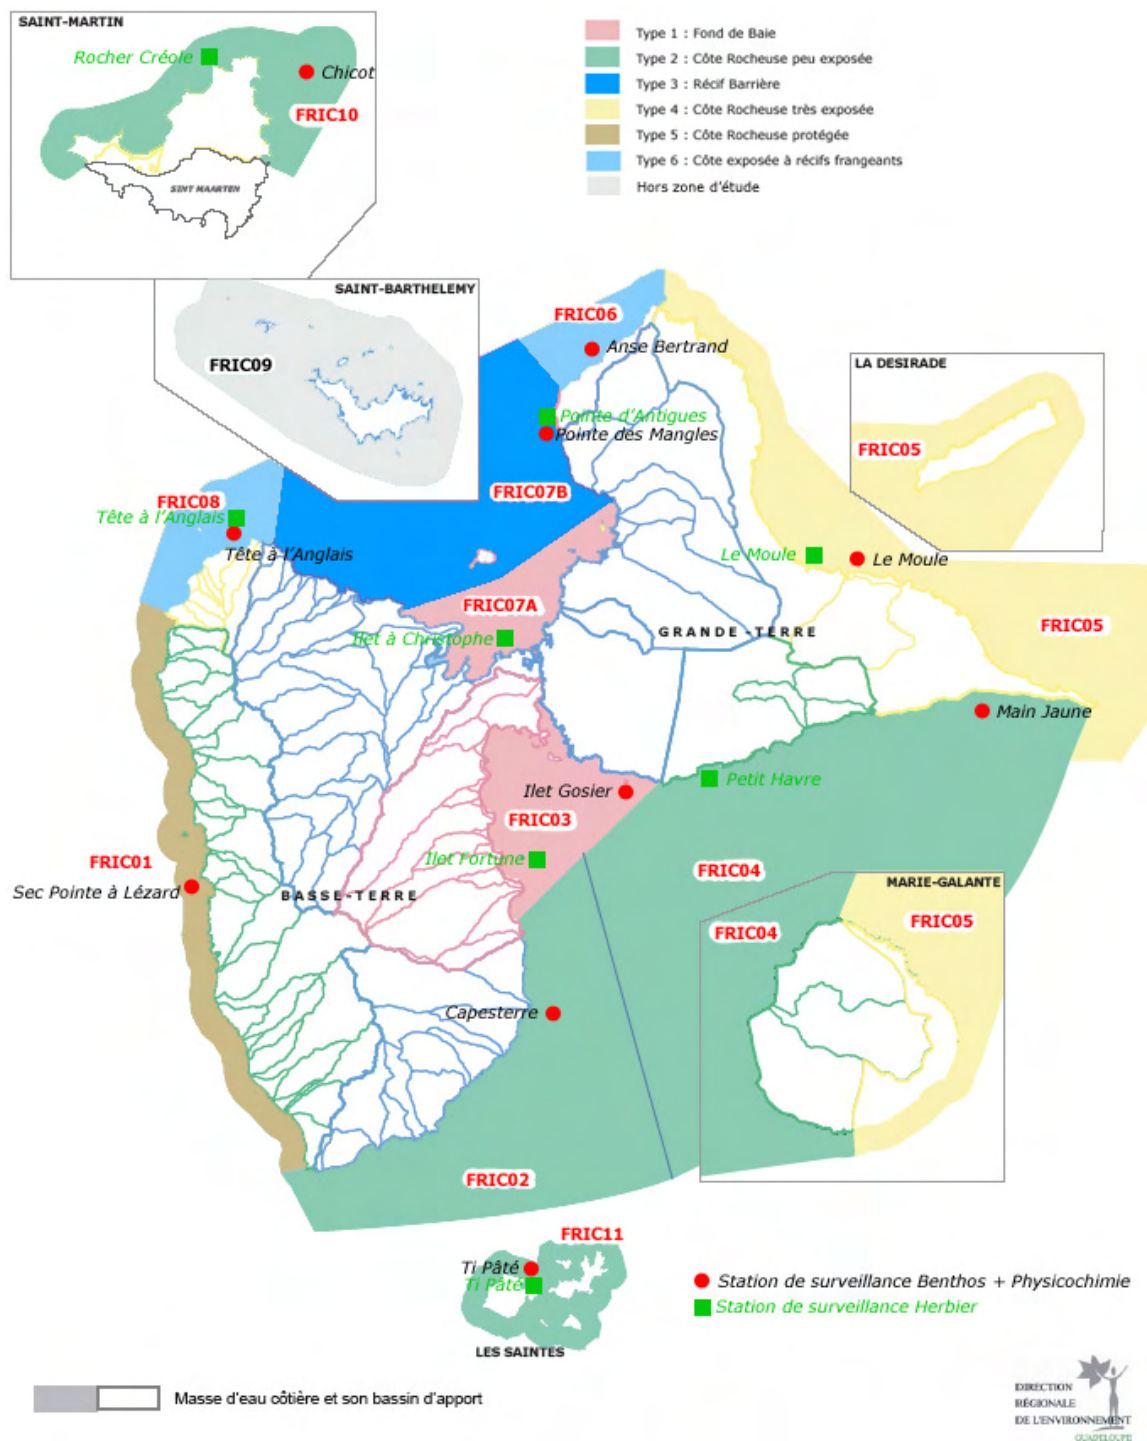 SAINT-MARTIN
Rocher Créole
Chicot
FRIC10
SINT MAARTEN
Type 1 : Fond de Baie
Type 2 : Côte Rocheuse peu exposée
Type 3 : Récif Barrière
Type 4 : Côte Rocheuse très exposée
Type 5 : Côte Rocheuse protégée
Type 6 : Côte exposée à récifs frangeants
Hors zone d'étude
SAINT-BARTHELEMY
FRIC09
FRIC06
Anse Bertrand
LA DESIRADE
FRIC05
Pointe d'Antigues
Pointe des Mangles
FRIC07B
FRIC08
Tête à l'Anglais
Tête à l'Anglais
Le Moule
Le Moule
FRIC07A
Ilet à Christophe
GRANDE-TERRE
FRIC05
Main Jaune
Petit Havre
Ilet Gosier
FRIC03
Ilet Fortune
FRIC01
Sec Pointe à Lézard
BASSE-TERRE
FRIC04
MARIE-GALANTE
FRIC05
FRIC04
Capesterre
FRIC02
FRIC11
Ti Pâté
Ti Pâté
LES SAINTES
Station de surveillance Benthos + Physicochimie
Station de surveillance Herbier
Masse d'eau côtière et son bassin d'apport
DIRECTION
RÉGIONALE
DE L'ENVIRONNEMENT
GUADELOUPE